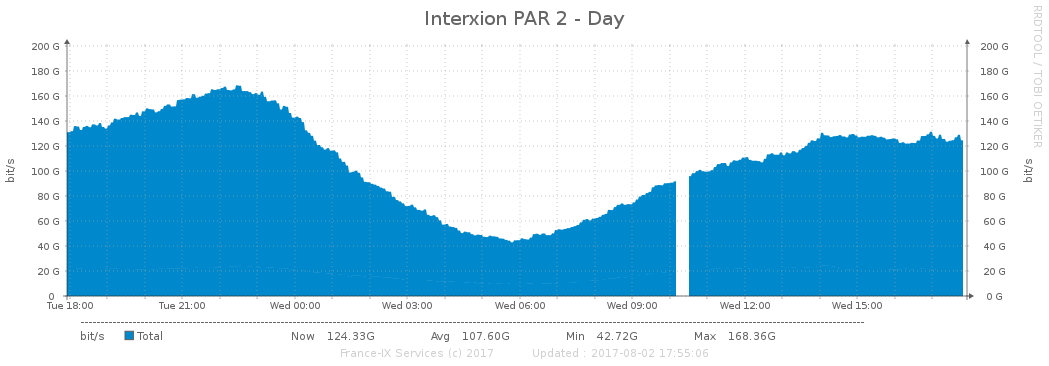 Interxion PAR 2 - Day
RRDTOOL / TOBI OETIKER
200 G 200 G
180 G 180 G
160 G 160 G
140 G 140 G
120 G 120 G
100 G 100 G
80 G 80 G
60 G 60 G
40 G 40 G
20 G 20 G
0 0 G
bit/s
bit/s
Tue 18:00 Tue 21:00 Wed 00:00 Wed 03:00 Wed 06:00 Wed 09:00 Wed 12:00 Wed 15:00
bit/s Total Now 124.33G Avg 107.60G Min 42.72G Max 168.36G
France-IX Services (c) 2017 Updated : 2017-08-02 17:55:06